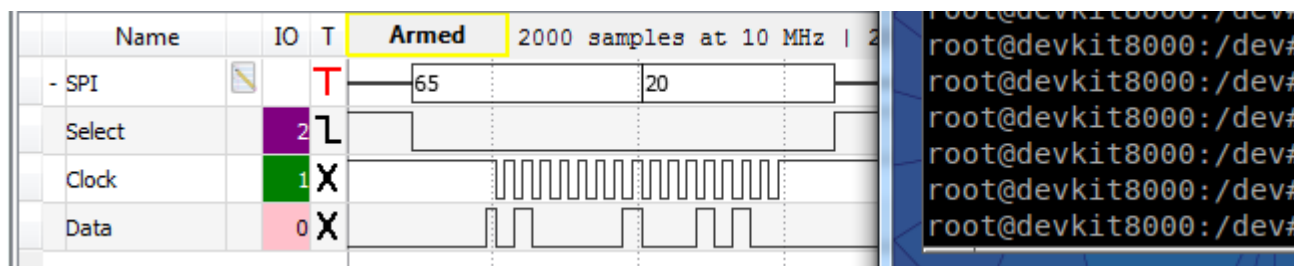 Name IO T Armed 2000 samples at 10 MHz | 2
- SPI 65 20
Select 2
Clock 1 X
Data 0 X
root@devkit8000:/dev#
root@devkit8000:/dev#
root@devkit8000:/dev#
root@devkit8000:/dev#
root@devkit8000:/dev#
root@devkit8000:/dev#